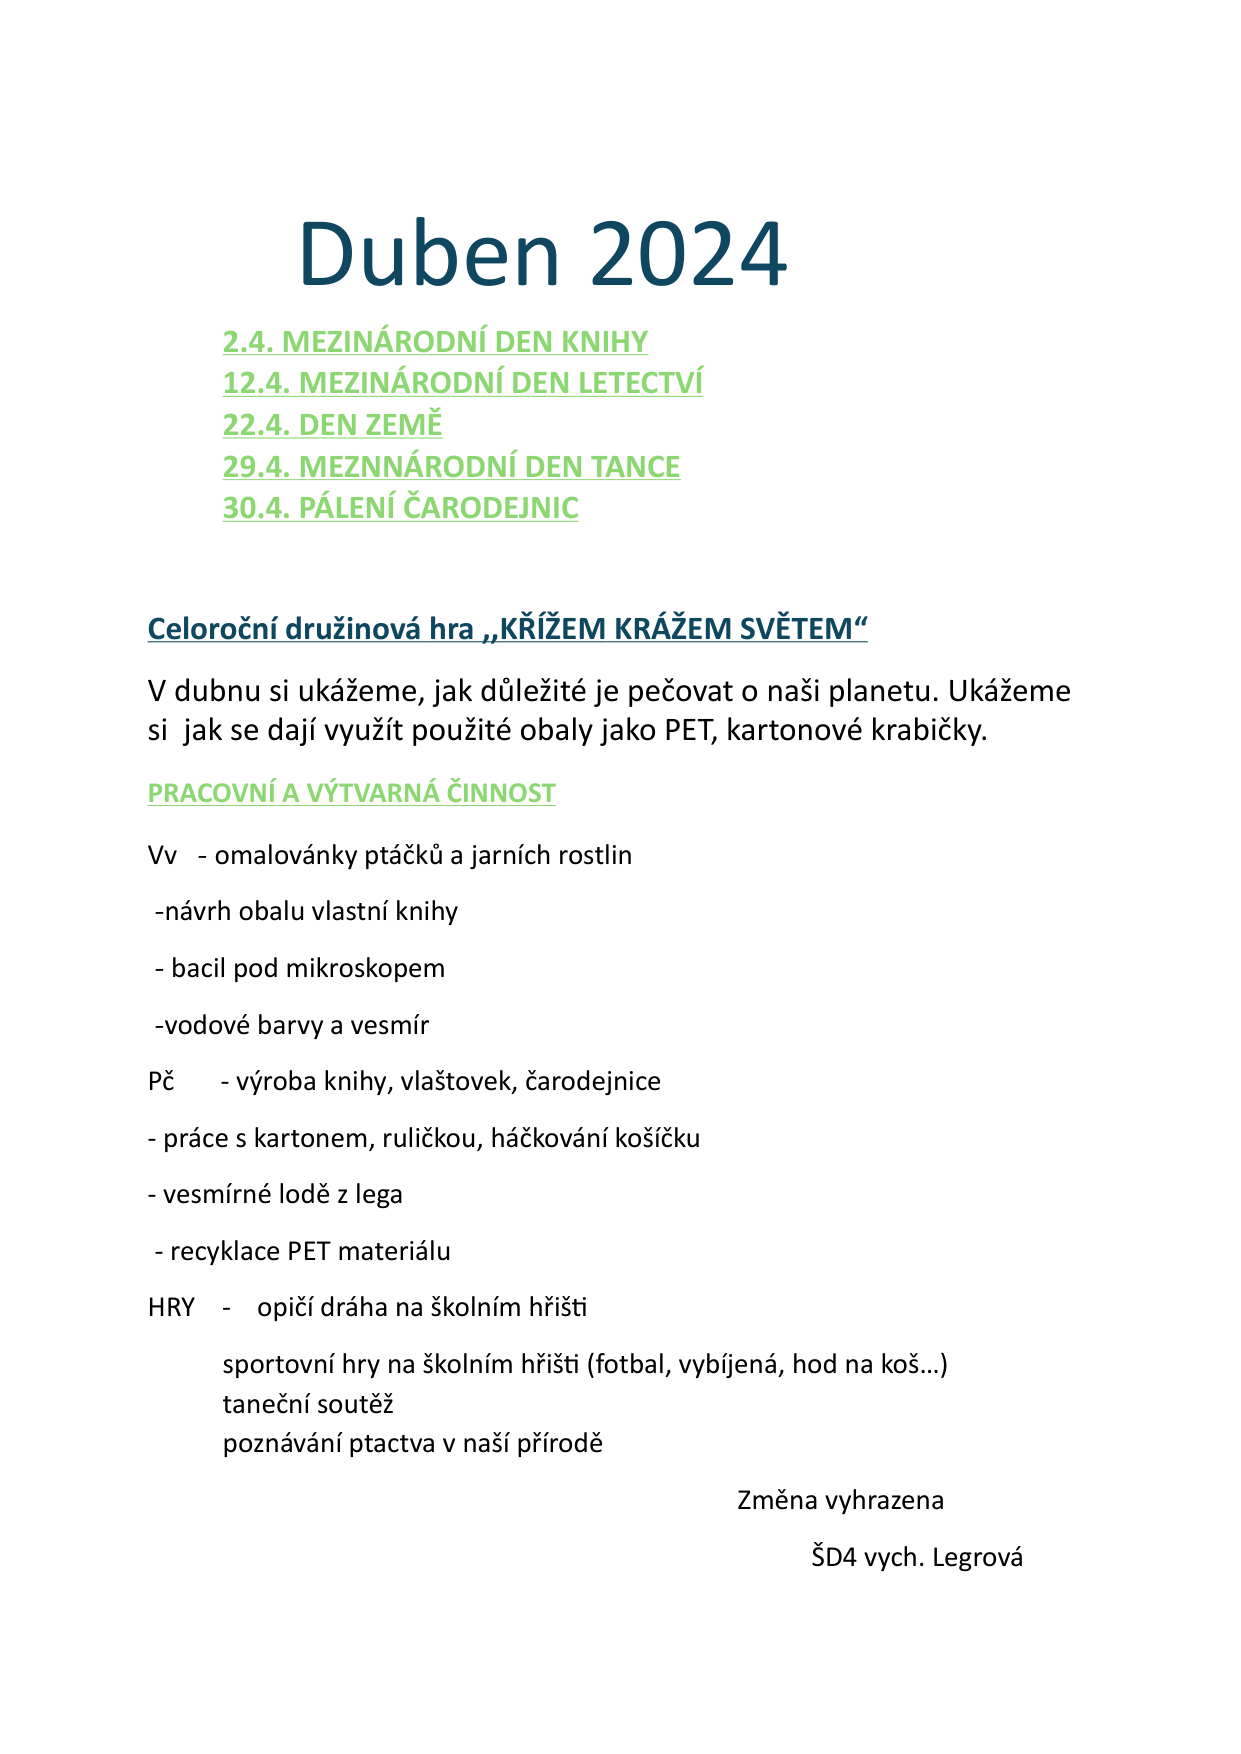 Duben 2024
2.4. MEZINÁRODNÍ DEN KNIHY
12.4. MEZINÁRODNÍ DEN LETECTVÍ
22.4. DEN ZEMĚ
29.4. MEZNNÁRODNÍ DEN TANCE
30.4. PÁLENÍ ČARODEJNIC
Celoroční družinová hra ,,KŘÍŽEM KRÁŽEM SVĚTEM“
V dubnu si ukážeme, jak důležité je pečovat o naši planetu. Ukážeme
si  jak se dají využít použité obaly jako PET, kartonové krabičky.
PRACOVNÍ A VÝTVARNÁ ČINNOST
Vv   - omalovánky ptáčků a jarních rostlin
-návrh obalu vlastní knihy
- bacil pod mikroskopem
-vodové barvy a vesmír
Pč      - výroba knihy, vlaštovek, čarodejnice
- práce s kartonem, ruličkou, háčkování košíčku
- vesmírné lodě z lega
- recyklace PET materiálu
HRY    -    opičí dráha na školním hřišti
sportovní hry na školním hřišti (fotbal, vybíjená, hod na koš…)
taneční soutěž
poznávání ptactva v naší přírodě
Změna vyhrazena
ŠD4 vych. Legrová